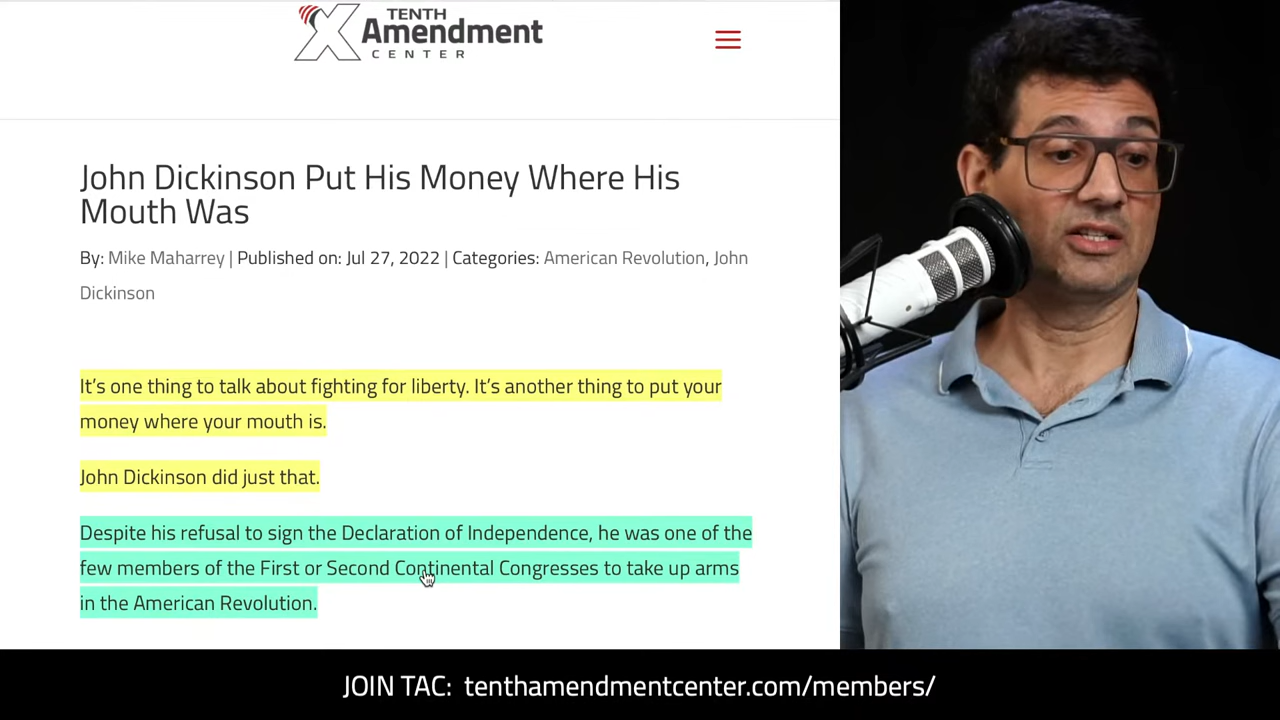 TENTH
Amendment
CENTER
John Dickinson Put His Money Where His
Mouth Was
By: Mike Maharrey | Published on: Jul 27, 2022 | Categories: American Revolution, John
Dickinson
It’s one thing to talk about fighting for liberty. It’s another thing to put your
money where your mouth is.
John Dickinson did just that.
Despite his refusal to sign the Declaration of Independence, he was one of the
few members of the First or Second Continental Congresses to take up arms
in the American Revolution.
JOIN TAC: tenthamendmentcenter.com/members/